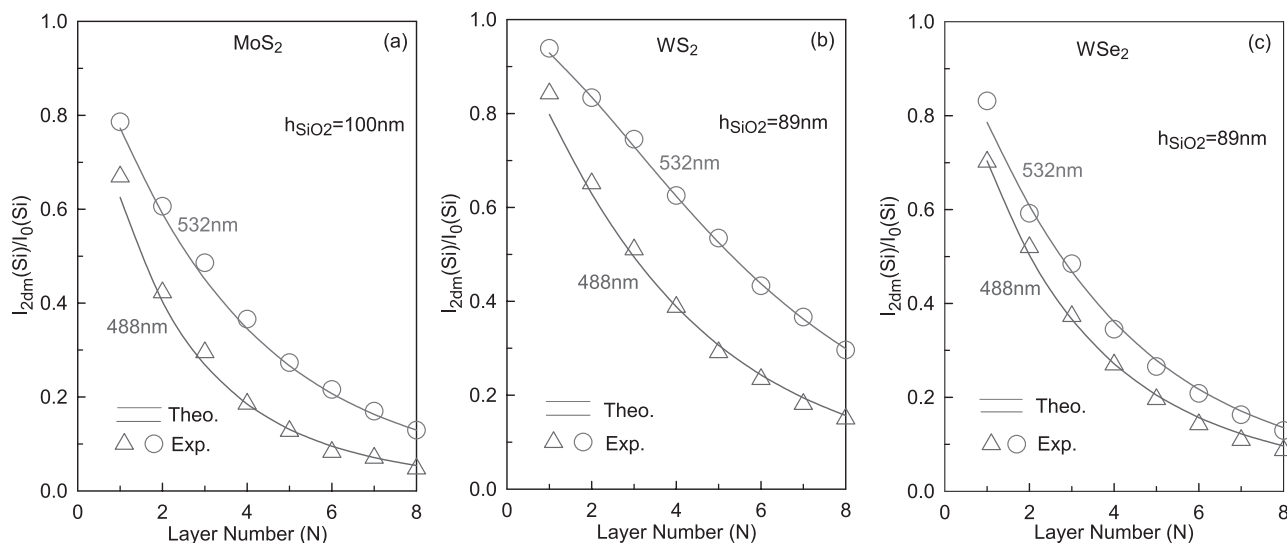 MoS2
(a)
hSiO2=100nm
532nm
488nm
Theo.
Exp.
I2dm(Si)/I0(Si)
1.0
0.8
0.6
0.4
0.2
0.0
0 2 4 6 8
Layer Number (N)
WS2
(b)
hSiO2=89nm
532nm
488nm
Theo.
Exp.
I2dm(Si)/I0(Si)
1.0
0.8
0.6
0.4
0.2
0.0
0 2 4 6 8
Layer Number (N)
WSe2
(c)
hSiO2=89nm
532nm
488nm
Theo.
Exp.
I2dm(Si)/I0(Si)
1.0
0.8
0.6
0.4
0.2
0.0
0 2 4 6 8
Layer Number (N)